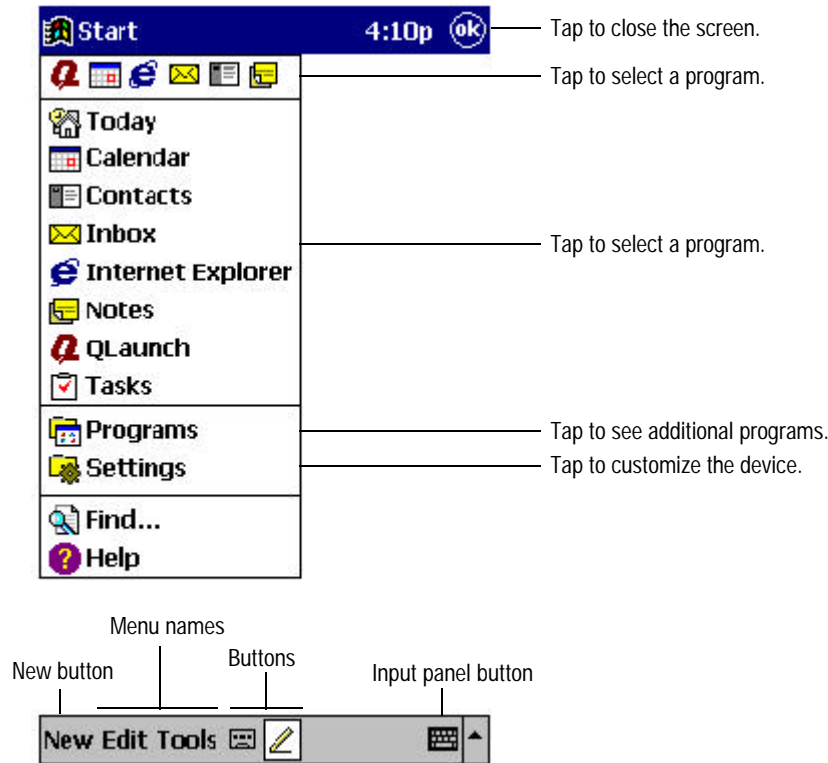 Start 4:10p ok Tap to close the screen.
Tap to select a program.
Today
Calendar
Contacts
Inbox Tap to select a program.
Internet Explorer
Notes
QLaunch
Tasks
Programs Tap to see additional programs.
Settings Tap to customize the device.
Find...
? Help
Menu names
New button Buttons Input panel button
New Edit Tools